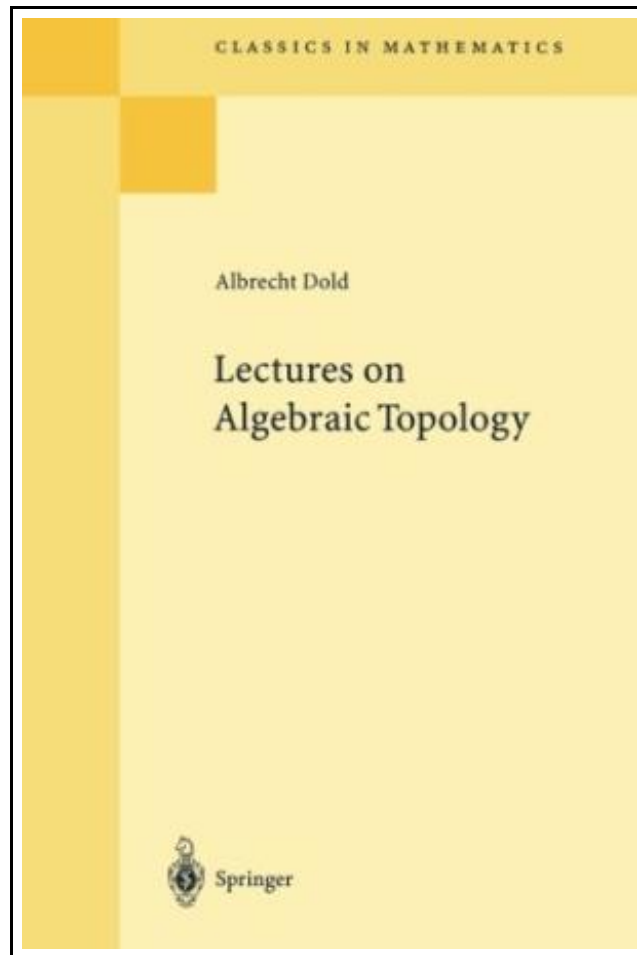 CLASSICS IN MATHEMATICS
Albrecht Dold
Lectures on
Algebraic Topology
Springer